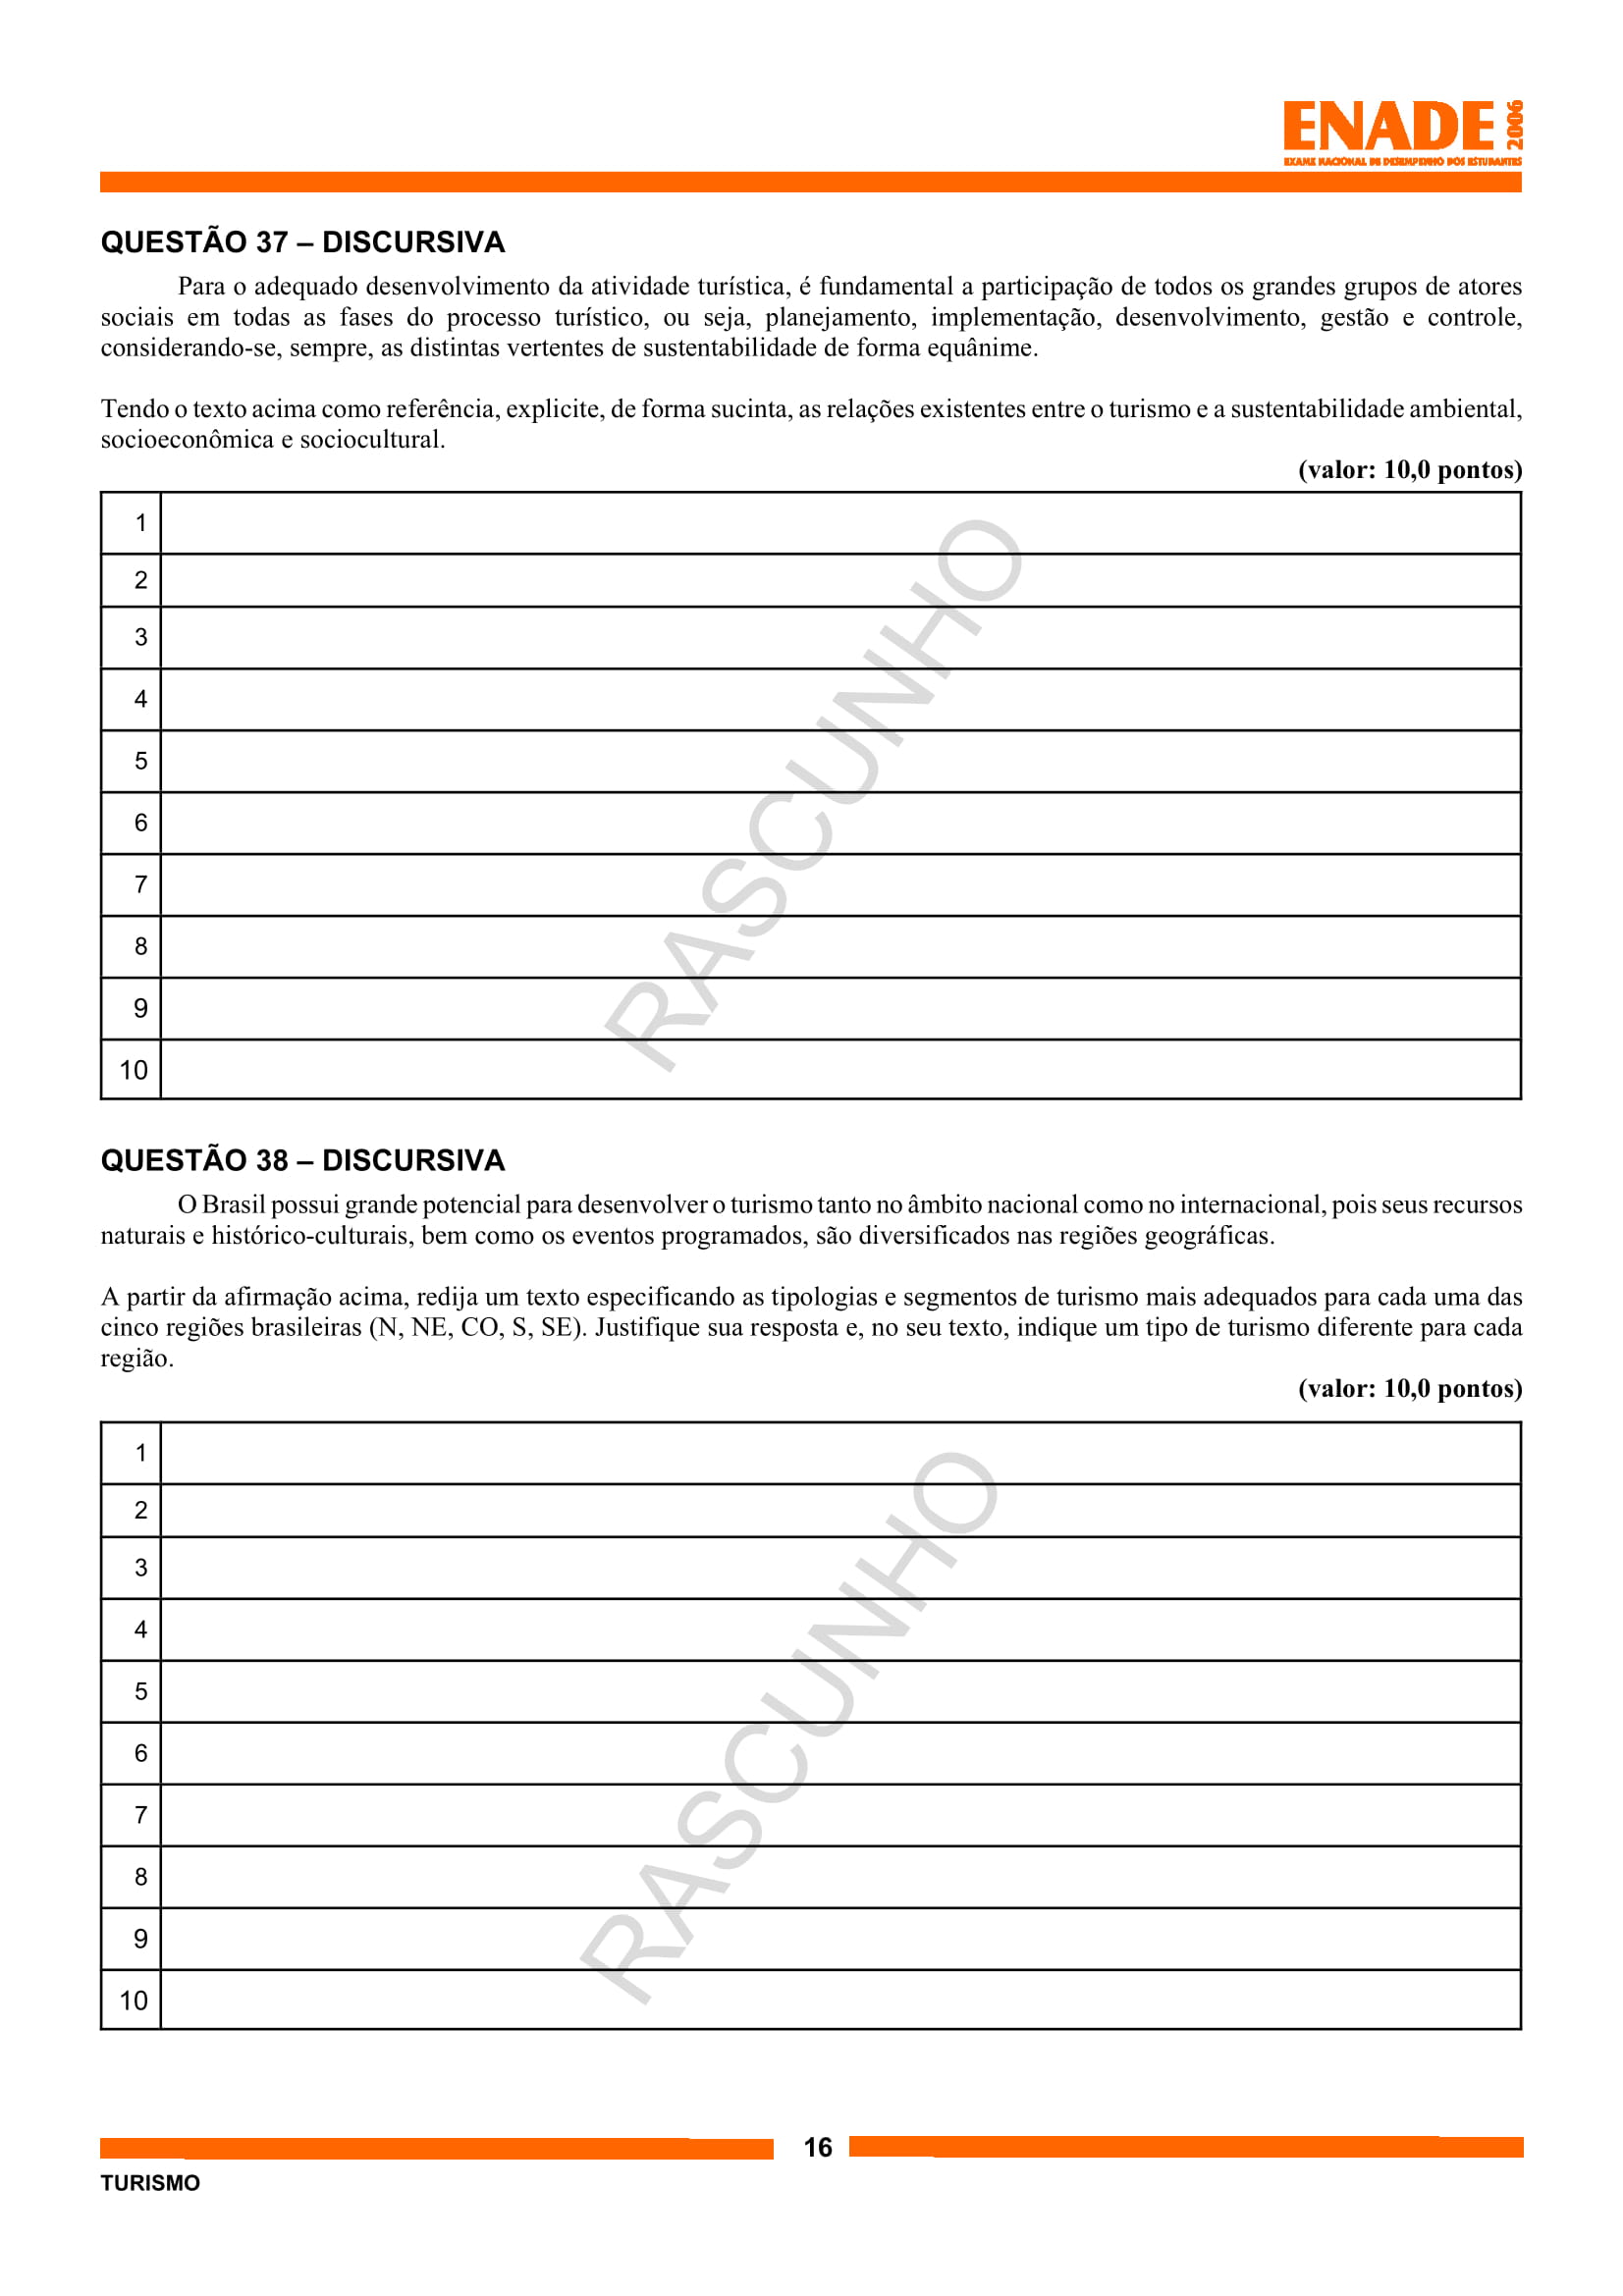 ENADE 2006
EXAME NACIONAL DE DESEMPENHO DOS ESTUDANTES
QUESTÃO 37 – DISCURSIVA
Para o adequado desenvolvimento da atividade turística, é fundamental a participação de todos os grandes grupos de atores
sociais em todas as fases do processo turístico, ou seja, planejamento, implementação, desenvolvimento, gestão e controle,
considerando-se, sempre, as distintas vertentes de sustentabilidade de forma equânime.
Tendo o texto acima como referência, explicite, de forma sucinta, as relações existentes entre o turismo e a sustentabilidade ambiental,
socioeconômica e sociocultural.
(valor: 10,0 pontos)
1
2
3
4
5
6
7
8
9
10
RASCUNHO
QUESTÃO 38 – DISCURSIVA
O Brasil possui grande potencial para desenvolver o turismo tanto no âmbito nacional como no internacional, pois seus recursos
naturais e histórico-culturais, bem como os eventos programados, são diversificados nas regiões geográficas.
A partir da afirmação acima, redija um texto especificando as tipologias e segmentos de turismo mais adequados para cada uma das
cinco regiões brasileiras (N, NE, CO, S, SE). Justifique sua resposta e, no seu texto, indique um tipo de turismo diferente para cada
região.
(valor: 10,0 pontos)
1
2
3
4
5
6
7
8
9
10
RASCUNHO
16
TURISMO